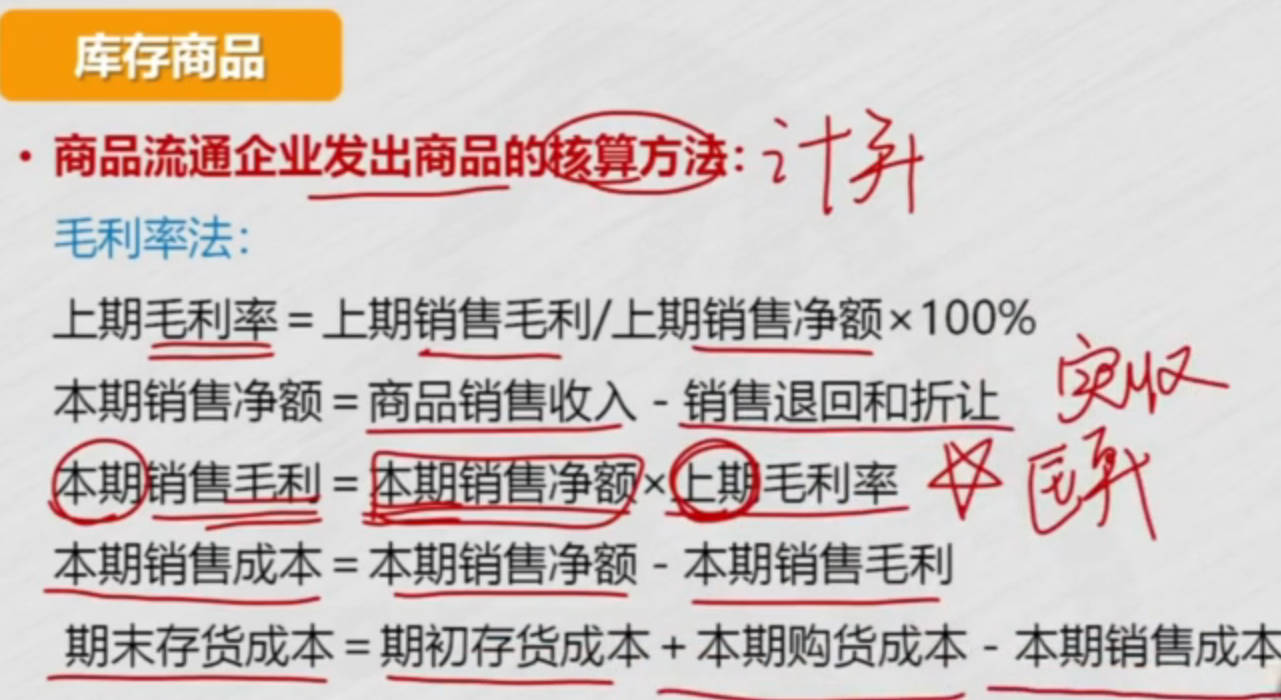 库存商品
• 商品流通企业发出商品的核算方法：计算
毛利率法：
上期毛利率=上期销售毛利/上期销售净额×100%
本期销售净额=商品销售收入 - 销售退回和折让 实收
本期销售毛利=本期销售净额×上期毛利率
本期销售成本=本期销售净额 - 本期销售毛利
期末存货成本=期初存货成本+本期购货成本 - 本期销售成本